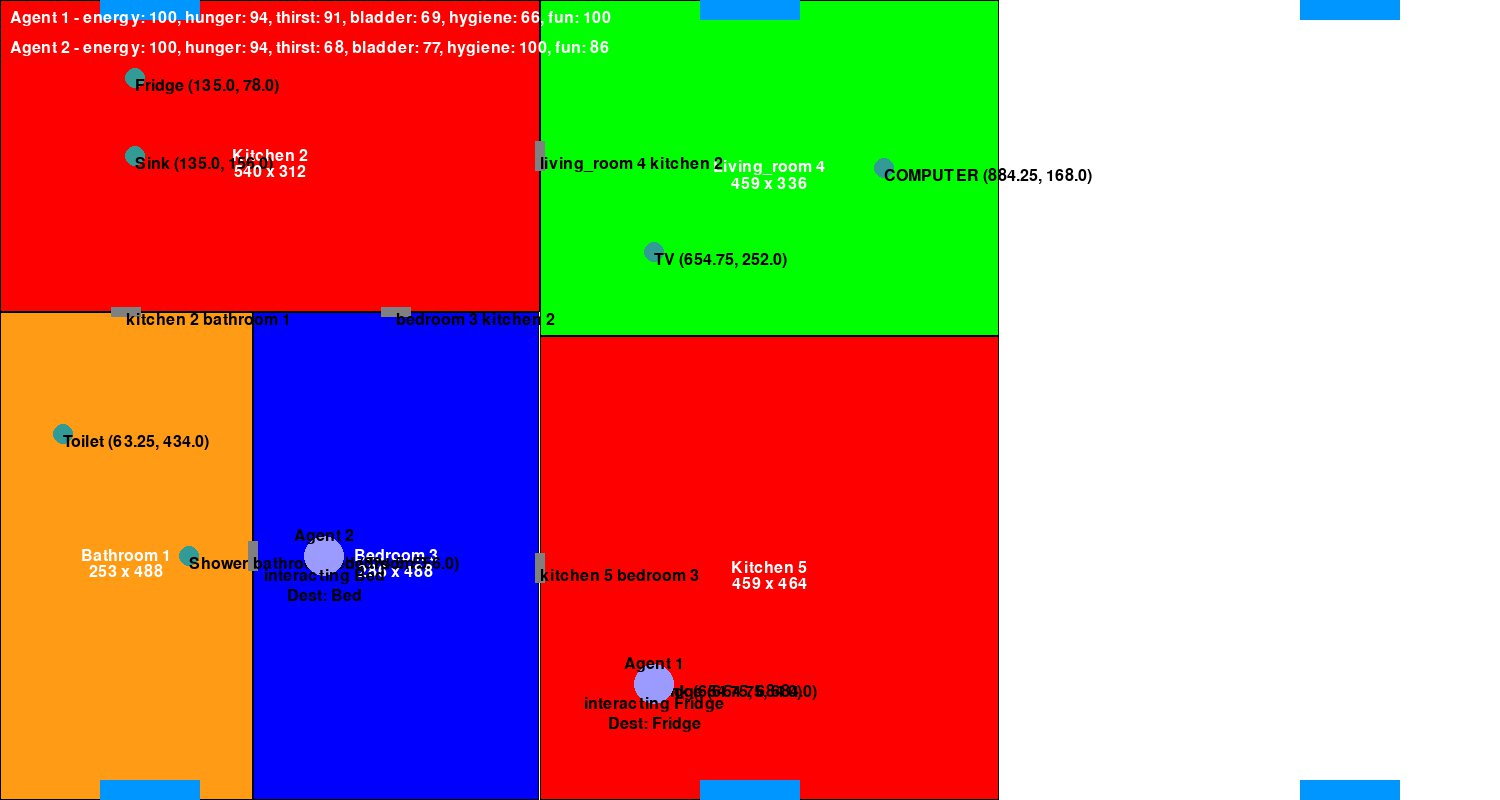 Agent 1 - energy: 100, hunger: 94, thirst: 91, bladder: 69, hygiene: 66, fun: 100
Agent 2 - energy: 100, hunger: 94, thirst: 68, bladder: 77, hygiene: 100, fun: 86
Fridge (135.0, 78.0)
Sink (135.0, 156.0)
Kitchen 2
540 x 312
living_room 4 kitchen 2
living_room 4
459 x 336
COMPUTER (884.25, 168.0)
TV (654.75, 252.0)
kitchen 2 bathroom 1
bedroom 3 kitchen 2
Toilet (63.25, 434.0)
Agent 2
Bathroom 1
253 x 488
Shower
Bedroom 3
x 488
interacting Bed
Dest: Bed
kitchen 5 bedroom 3
Kitchen 5
459 x 464
Agent 1
interacting Fridge
Dest: Fridge